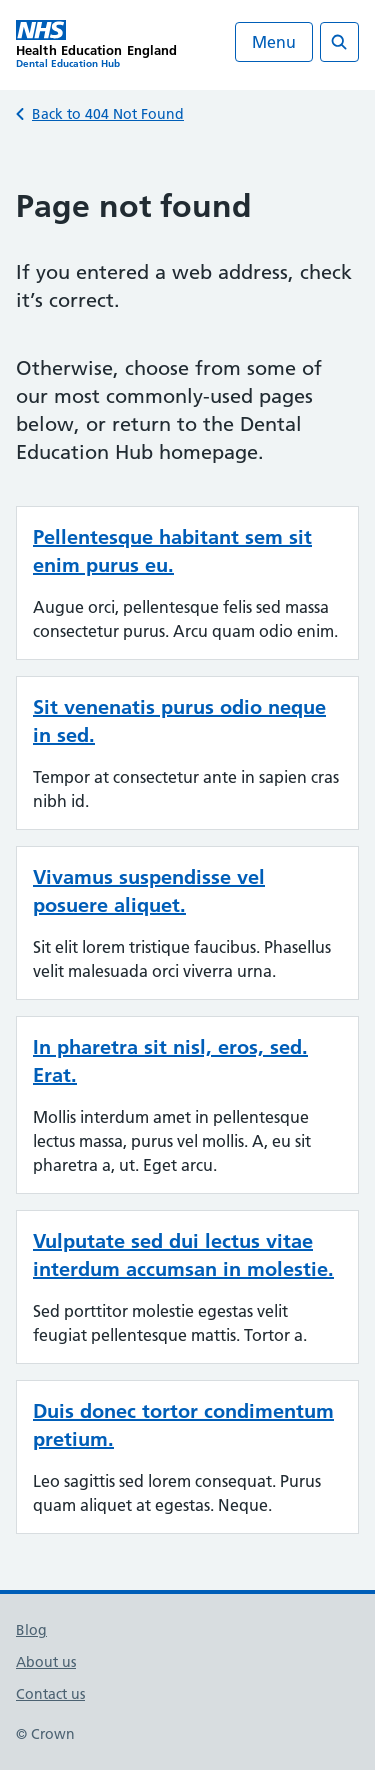 NHS
Health Education England
Dental Education Hub
Menu
Back to 404 Not Found
Page not found
If you entered a web address, check
it’s correct.
Otherwise, choose from some of
our most commonly-used pages
below, or return to the Dental
Education Hub homepage.
Pellentesque habitant sem sit
enim purus eu.
Augue orci, pellentesque felis sed massa
consectetur purus. Arcu quam odio enim.
Sit venenatis purus odio neque
in sed.
Tempor at consectetur ante in sapien cras
nibh id.
Vivamus suspendisse vel
posuere aliquet.
Sit elit lorem tristique faucibus. Phasellus
velit malesuada orci viverra urna.
In pharetra sit nisl, eros, sed.
Erat.
Mollis interdum amet in pellentesque
lectus massa, purus vel mollis. A, eu sit
pharetra a, ut. Eget arcu.
Vulputate sed dui lectus vitae
interdum accumsan in molestie.
Sed porttitor molestie egestas velit
feugiat pellentesque mattis. Tortor a.
Duis donec tortor condimentum
pretium.
Leo sagittis sed lorem consequat. Purus
quam aliquet at egestas. Neque.
Blog
About us
Contact us
© Crown